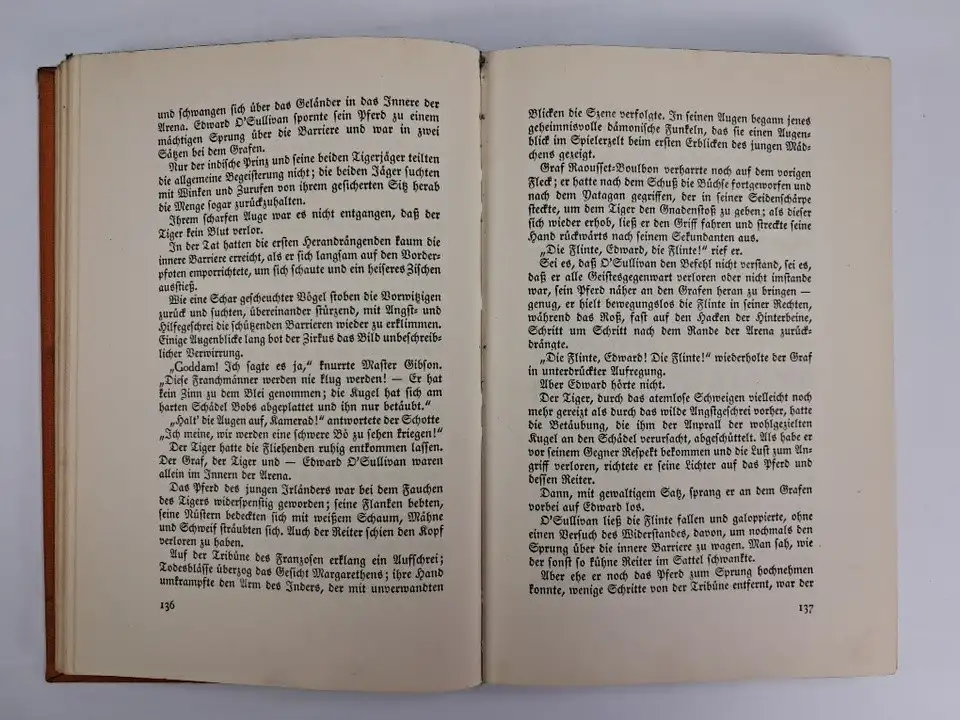 und schwangen sich über das Geländer in das Innere der
Arena. Edward O'Sullivan spornte sein Pferd zu einem
mächtigen Sprung über die Barriere und war in zwei
Sätzen bei dem Grafen.
Nur der indische Prinz und seine beiden Tigerjäger teilten
die allgemeine Begeisterung nicht; die beiden Jäger suchten
mit Winken und Zurufen von ihrem gesicherten Sitz herab
die Menge sogar zurückzuhalten.
Ihrem scharfen Auge war es nicht entgangen, daß der
Tiger kein Blut verlor.
In der Tat hatten die ersten Herandrängenden kaum die
innere Barriere erreicht, als er sich langsam auf den Vorder-
pfoten emporrichtete, um sich schaute und ein heiseres Zischen
ausstieß.
Wie eine Schar gescheuchter Vögel stoben die Vorwitzigen
zurück und suchten, übereinander stürzend, mit Angst- und
Hilfegeschrei die schützenden Barrieren wieder zu erklimmen.
Einige Augenblicke lang bot der Zirkus das Bild unbeschreib-
licher Verwirrung.
„Goddam! Ich sagte es ja,“ knurrte Master Gibson.
„Diese Franchmänner werden nie klug werden! — Er hat
kein Zinn zu dem Blei genommen; die Kugel hat sich am
harten Schädel Bobs abgeplattet und ihn nur betäubt.“
„Halt' die Augen auf, Kamerad!“ antwortete der Schotte
„Ich meine, wir werden eine schwere Bö zu sehen kriegen!“
Der Tiger hatte die Fliehenden ruhig entkommen lassen.
Der Graf, der Tiger und — Edward O'Sullivan waren
allein im Innern der Arena.
Das Pferd des jungen Irländers war bei dem Fauchen
des Tigers widerspenstig geworden; seine Flanken bebten,
seine Nüstern bedeckten sich mit weißem Schaum, Mähne
und Schweif sträubten sich. Auch der Reiter schien den Kopf
verloren zu haben.
Auf der Tribüne des Franzosen erklang ein Aufschrei;
Todesblässe überzog das Gesicht Margarethens; ihre Hand
umkrampfte den Arm des Inders, der mit unverwandten
136
Blicken die Szene verfolgte. In seinen Augen begann jenes
geheimnisvolle dämonische Funkeln, das sie einen Augen-
blick im Spielerzelt beim ersten Erblicken des jungen Mäd-
chens gezeigt.
Graf Raousset-Boulbon verharrte noch auf dem vorigen
Fleck; er hatte nach dem Schuß die Büchse fortgeworfen und
nach dem Yatagan gegriffen, der in seiner Seidenschärpe
steckte, um dem Tiger den Gnadenstoß zu geben; als dieser
sich wieder erhob, ließ er den Griff fahren und streckte seine
Hand rückwärts nach seinem Sekundanten aus.
„Die Flinte, Edward, die Flinte!“ rief er.
Sei es, daß O'Sullivan den Befehl nicht verstand, sei es,
daß er alle Geistesgegenwart verloren oder nicht imstande
war, sein Pferd näher an den Grafen heran zu bringen —
genug, er hielt bewegungslos die Flinte in seiner Rechten,
während das Roß, fast auf den Hacken der Hinterbeine,
Schritt um Schritt nach dem Rande der Arena zurück-
drängte.
„Die Flinte, Edward! Die Flinte!“ wiederholte der Graf
in unterdrückter Aufregung.
Aber Edward hörte nicht.
Der Tiger, durch das atemlose Schweigen vielleicht noch
mehr gereizt als durch das wilde Angstgeschrei vorher, hatte
die Betäubung, die ihm der Anprall der wohlgezielten
Kugel an den Schädel verursacht, abgeschüttelt. Als habe er
vor seinem Gegner Respekt bekommen und die Lust zum An-
griff verloren, richtete er seine Lichter auf das Pferd und
dessen Reiter.
Dann, mit gewaltigem Satz, sprang er an dem Grafen
vorbei auf Edward los.
O'Sullivan ließ die Flinte fallen und galoppierte, ohne
einen Versuch des Widerstandes, davon, um nochmals den
Sprung über die innere Barriere zu wagen. Man sah, wie
der sonst so kühne Reiter im Sattel schwankte.
Aber ehe er noch das Pferd zum Sprung hochnehmen
konnte, wenige Schritte von der Tribüne entfernt, war der
137